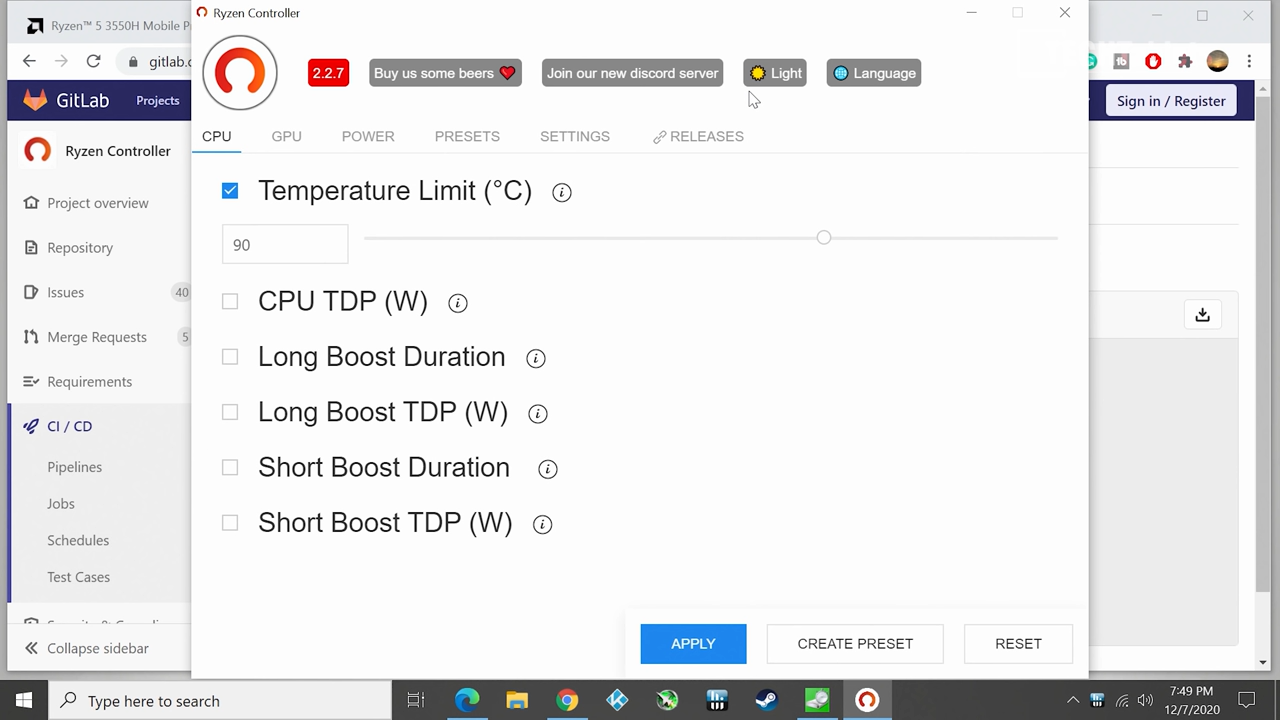 Ryzen™ 5 3550H Mobile P
Ryzen Controller
gitlab.c
2.2.7
Buy us some beers
Join our new discord server
Light
Language
GitLab
Projects
Sign in / Register
Ryzen Controller
CPU
GPU
POWER
PRESETS
SETTINGS
RELEASES
Project overview
Repository
Issues
40
Merge Requests
5
Requirements
CI / CD
Pipelines
Jobs
Schedules
Test Cases
Collapse sidebar
Temperature Limit (°C)
90
CPU TDP (W)
Long Boost Duration
Long Boost TDP (W)
Short Boost Duration
Short Boost TDP (W)
APPLY
CREATE PRESET
RESET
Type here to search
7:49 PM
12/7/2020